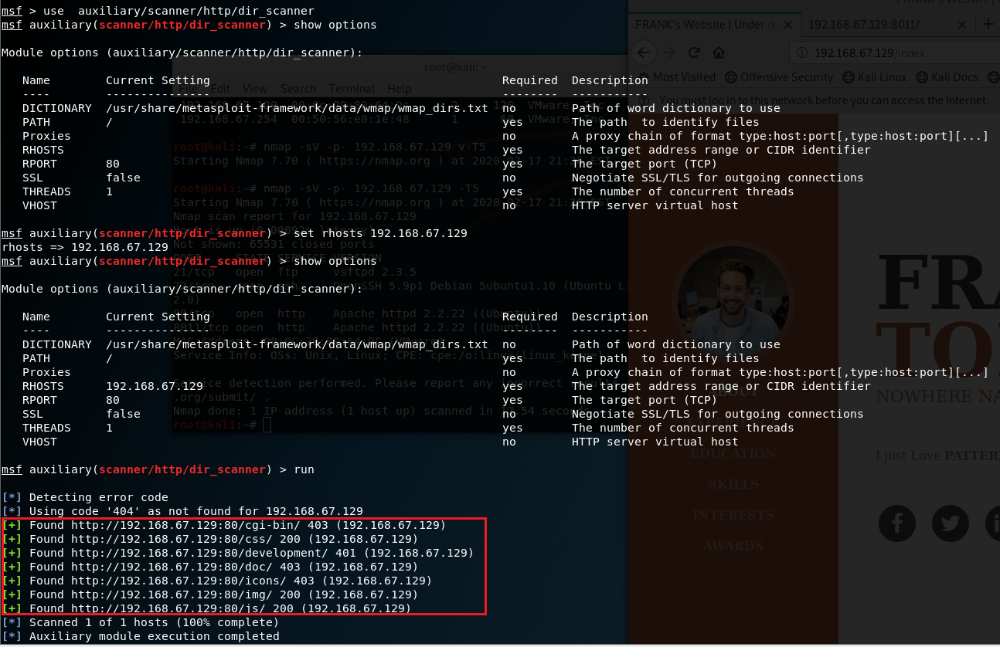 msf > use  auxiliary/scanner/http/dir_scanner
msf auxiliary(scanner/http/dir_scanner) > show options
Module options (auxiliary/scanner/http/dir_scanner):
Name        Current Setting                                          Required  Description
----        ---------------                                          --------  -----------
DICTIONARY  /usr/share/metasploit-framework/data/wmap/wmap_dirs.txt  no        Path of word dictionary to use
PATH        /                                                        yes       The path  to identify files
Proxies                                                              no        A proxy chain of format type:host:port[,type:host:port][...]
RHOSTS                                                               yes       The target address range or CIDR identifier
RPORT       80                                                       yes       The target port (TCP)
SSL         false                                                    no        Negotiate SSL/TLS for outgoing connections
THREADS     1                                                        yes       The number of concurrent threads
VHOST                                                                no        HTTP server virtual host
msf auxiliary(scanner/http/dir_scanner) > set rhosts 192.168.67.129
rhosts => 192.168.67.129
msf auxiliary(scanner/http/dir_scanner) > show options
Module options (auxiliary/scanner/http/dir_scanner):
Name        Current Setting                                          Required  Description
----        ---------------                                          --------  -----------
DICTIONARY  /usr/share/metasploit-framework/data/wmap/wmap_dirs.txt  no        Path of word dictionary to use
PATH        /                                                        yes       The path  to identify files
Proxies                                                              no        A proxy chain of format type:host:port[,type:host:port][...]
RHOSTS      192.168.67.129                                           yes       The target address range or CIDR identifier
RPORT       80                                                       yes       The target port (TCP)
SSL         false                                                    no        Negotiate SSL/TLS for outgoing connections
THREADS     1                                                        yes       The number of concurrent threads
VHOST                                                                no        HTTP server virtual host
msf auxiliary(scanner/http/dir_scanner) > run
[*] Detecting error code
[*] Using code '404' as not found for 192.168.67.129
[+] Found http://192.168.67.129:80/cgi-bin/ 403 (192.168.67.129)
[+] Found http://192.168.67.129:80/css/ 200 (192.168.67.129)
[+] Found http://192.168.67.129:80/development/ 401 (192.168.67.129)
[+] Found http://192.168.67.129:80/doc/ 403 (192.168.67.129)
[+] Found http://192.168.67.129:80/icons/ 403 (192.168.67.129)
[+] Found http://192.168.67.129:80/img/ 200 (192.168.67.129)
[+] Found http://192.168.67.129:80/js/ 200 (192.168.67.129)
[*] Scanned 1 of 1 hosts (100% complete)
[*] Auxiliary module execution completed
root@kali: ~
File Edit View Search Terminal Help
192.168.67.254  00:50:56:e0:1e:48  1  60  VMware, Inc.
root@kali:~# nmap -sV -p- 192.168.67.129 v-T5
Starting Nmap 7.70 ( https://nmap.org ) at 2020-02-17 21:
root@kali:~# nmap -sV -p- 192.168.67.129 -T5
Starting Nmap 7.70 ( https://nmap.org ) at 2020-02-17 21:
Nmap scan report for 192.168.67.129
Not shown: 65531 closed ports
PORT STATE SERVICE VERSION
21/tcp open ftp vsftpd 2.3.5
open ssh OpenSSH 5.9p1 Debian 5ubuntu1.10 (Ubuntu Li
2.0)
open http Apache httpd 2.2.22 ((Ubuntu))
8011/tcp open http Apache httpd 2.2.22 ((Ubuntu))
Service Info: OSs: Unix, Linux; CPE: cpe:/o:linux:linux_kernel
Service detection performed. Please report any incorrect results
.org/submit/ .
Nmap done: 1 IP address (1 host up) scanned in
root@kali:~#
FRANK's Website | Under de
192.168.67.129:8011/
192.168.67.129/index
Most Visited Offensive Security Kali Linux Kali Docs
You must log in to this network before you can access the Internet.
FRA
TO
NOWHERE NA
I just Love PATTER
ABOUT
EDUCATION
SKILLS
INTERESTS
AWARDS